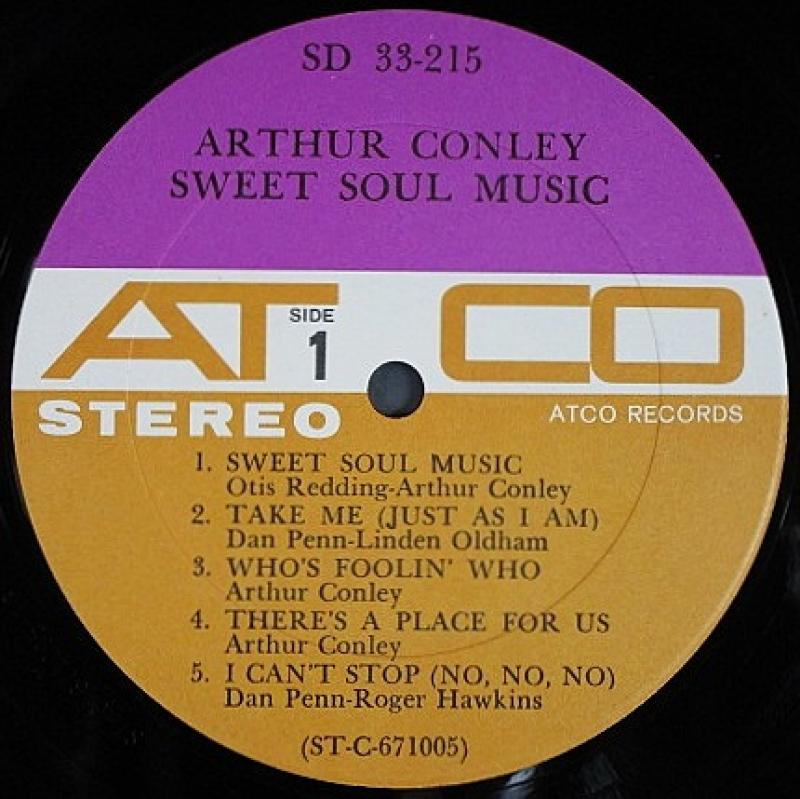 SD 33-215
ARTHUR CONLEY
SWEET SOUL MUSIC
ATCO
SIDE
1
STEREO
ATCO RECORDS
1. SWEET SOUL MUSIC
Otis Redding-Arthur Conley
2. TAKE ME (JUST AS I AM)
Dan Penn-Linden Oldham
3. WHO'S FOOLIN' WHO
Arthur Conley
4. THERE'S A PLACE FOR US
Arthur Conley
5. I CAN'T STOP (NO, NO, NO)
Dan Penn-Roger Hawkins
(ST-C-671005)